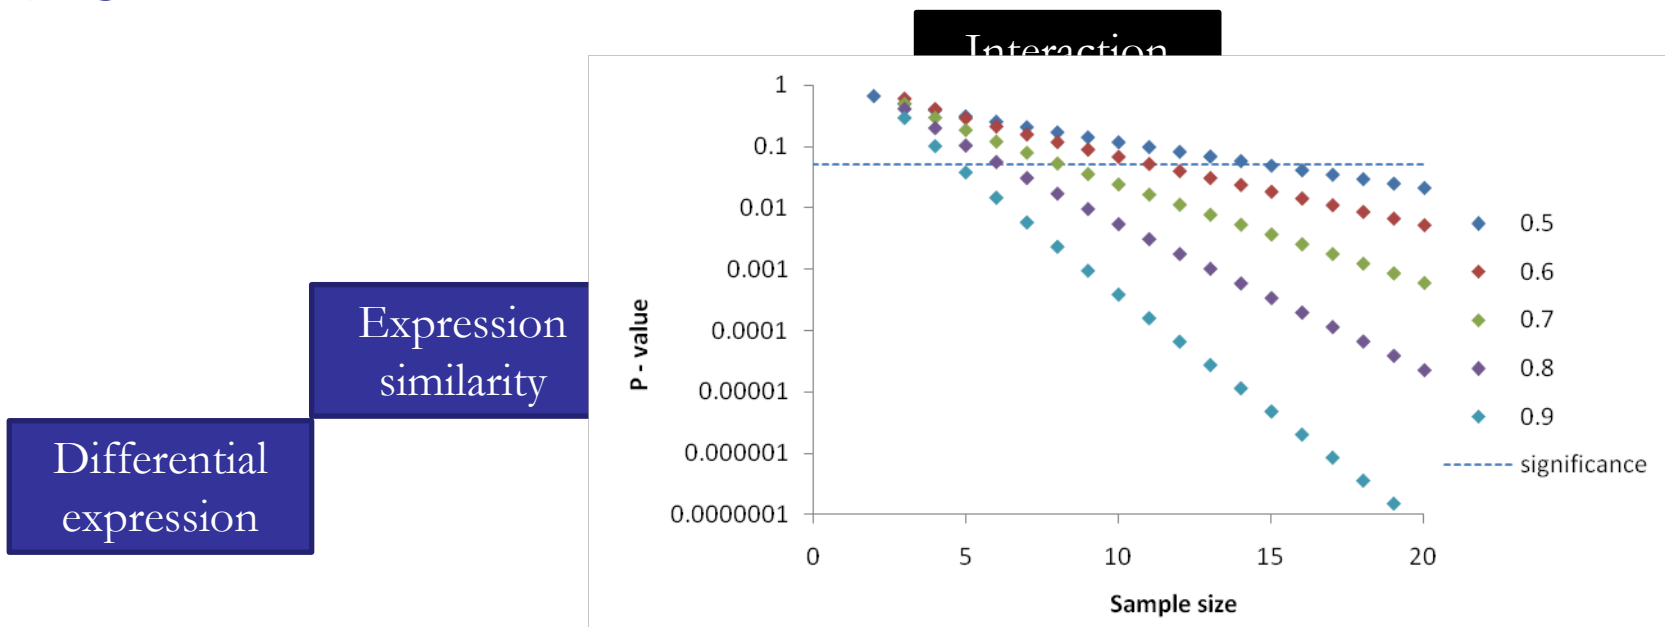 Interaction
Expression
similarity
Differential
expression
P - value
1
0.1
0.01
0.001
0.0001
0.00001
0.000001
0.0000001
0
5
10
15
20
Sample size
0.5
0.6
0.7
0.8
0.9
significance